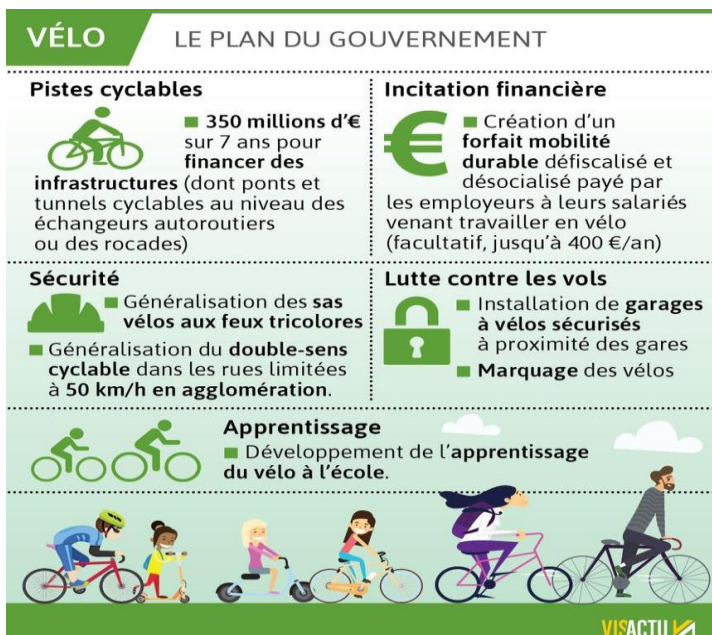 VÉLO
LE PLAN DU GOUVERNEMENT
Pistes cyclables
■ 350 millions d'€
sur 7 ans pour
financer des
infrastructures (dont ponts et
tunnels cyclables au niveau des
échangeurs autoroutiers
ou des rocades)
Incitation financière
€
■ Création d'un
forfait mobilité
durable défiscalisé et
désocialisé payé par
les employeurs à leurs salariés
venant travailler en vélo
(facultatif, jusqu'à 400 €/an)
Sécurité
■ Généralisation des sas
vélos aux feux tricolores
■ Généralisation du double-sens
cyclable dans les rues limitées
à 50 km/h en agglomération.
Lutte contre les vols
■ Installation de garages
à vélos sécurisés
à proximité des gares
■ Marquage des vélos
Apprentissage
■ Développement de l'apprentissage
du vélo à l'école.
VISACTU